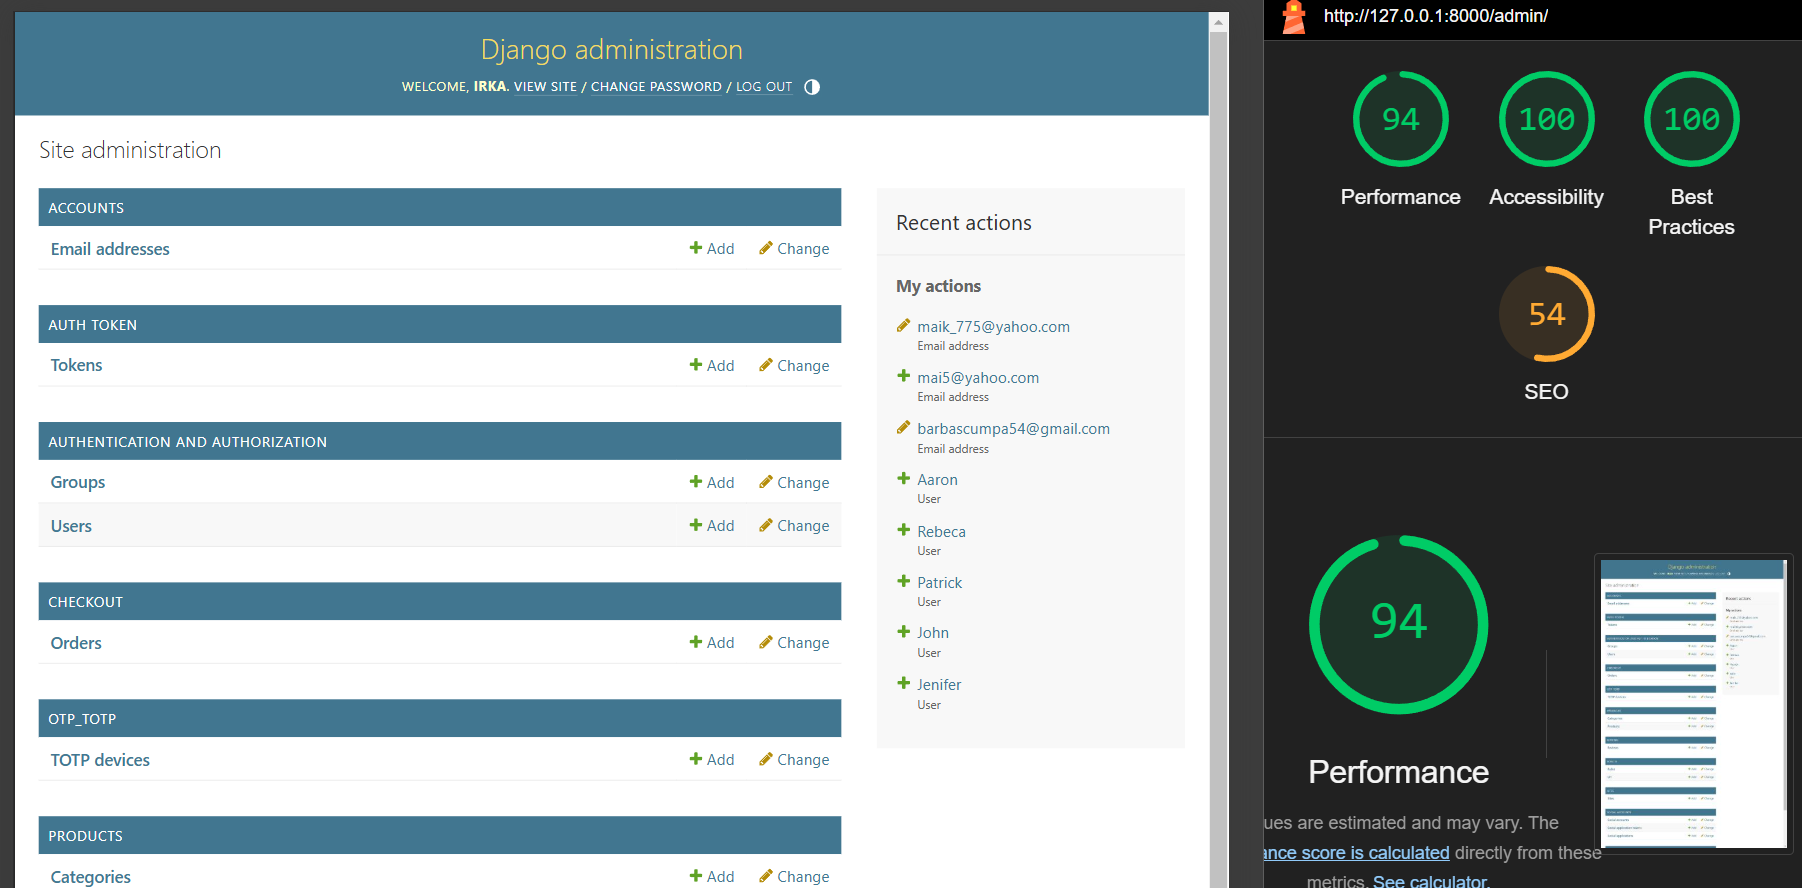 Django administration
WELCOME, IRKA. VIEW SITE / CHANGE PASSWORD / LOG OUT
Site administration
ACCOUNTS
Email addresses Add Change
AUTH TOKEN
Tokens Add Change
AUTHENTICATION AND AUTHORIZATION
Groups Add Change
Users Add Change
CHECKOUT
Orders Add Change
OTP_TOTP
TOTP devices Add Change
PRODUCTS
Categories Add Change
Recent actions
My actions
maik_775@yahoo.com
Email address
mai5@yahoo.com
Email address
barbascumpa54@gmail.com
Email address
Aaron
User
Rebeca
User
Patrick
User
John
User
Jenifer
User
http://127.0.0.1:8000/admin/
94
Performance
100
Accessibility
100
Best
Practices
54
SEO
94
Performance
ues are estimated and may vary. The
ance score is calculated directly from these
metrics. See calculator.
Django administration